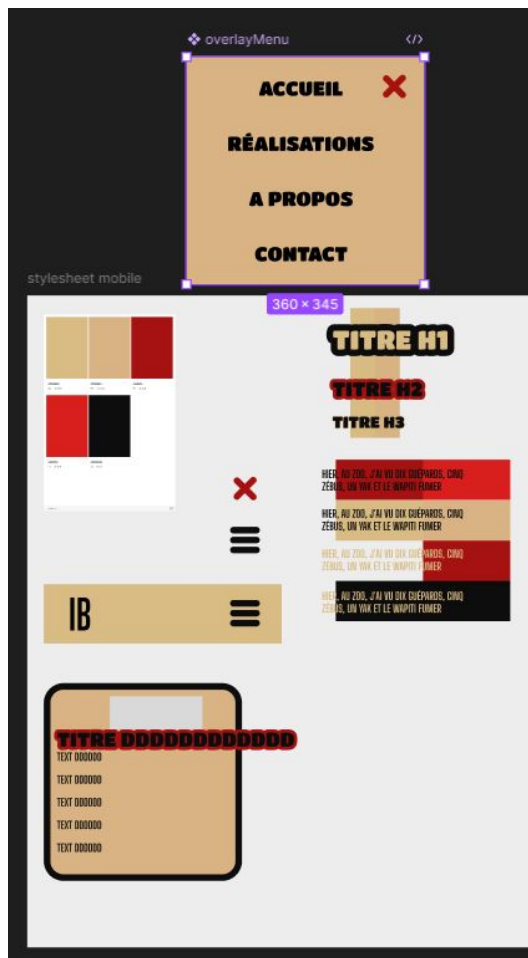 overlayMenu </>
ACCUEIL
RÉALISATIONS
A PROPOS
CONTACT
stylesheet mobile
360 × 345
TITRE H1
TITRE H2
TITRE H3
HIER, AU ZOO, J'AI VU DIX GUÉPARDS, CINQ
ZÉBUS, UN YAK ET LE WAPITI FUMER
HIER, AU ZOO, J'AI VU DIX GUÉPARDS, CINQ
ZÉBUS, UN YAK ET LE WAPITI FUMER
HIER, AU ZOO, J'AI VU DIX GUÉPARDS, CINQ
ZÉBUS, UN YAK ET LE WAPITI FUMER
HIER, AU ZOO, J'AI VU DIX GUÉPARDS, CINQ
ZÉBUS, UN YAK ET LE WAPITI FUMER
IB
TITRE DDDDDDDDDDDD
TEXT DDDDDD
TEXT DDDDDD
TEXT DDDDDD
TEXT DDDDDD
TEXT DDDDDD